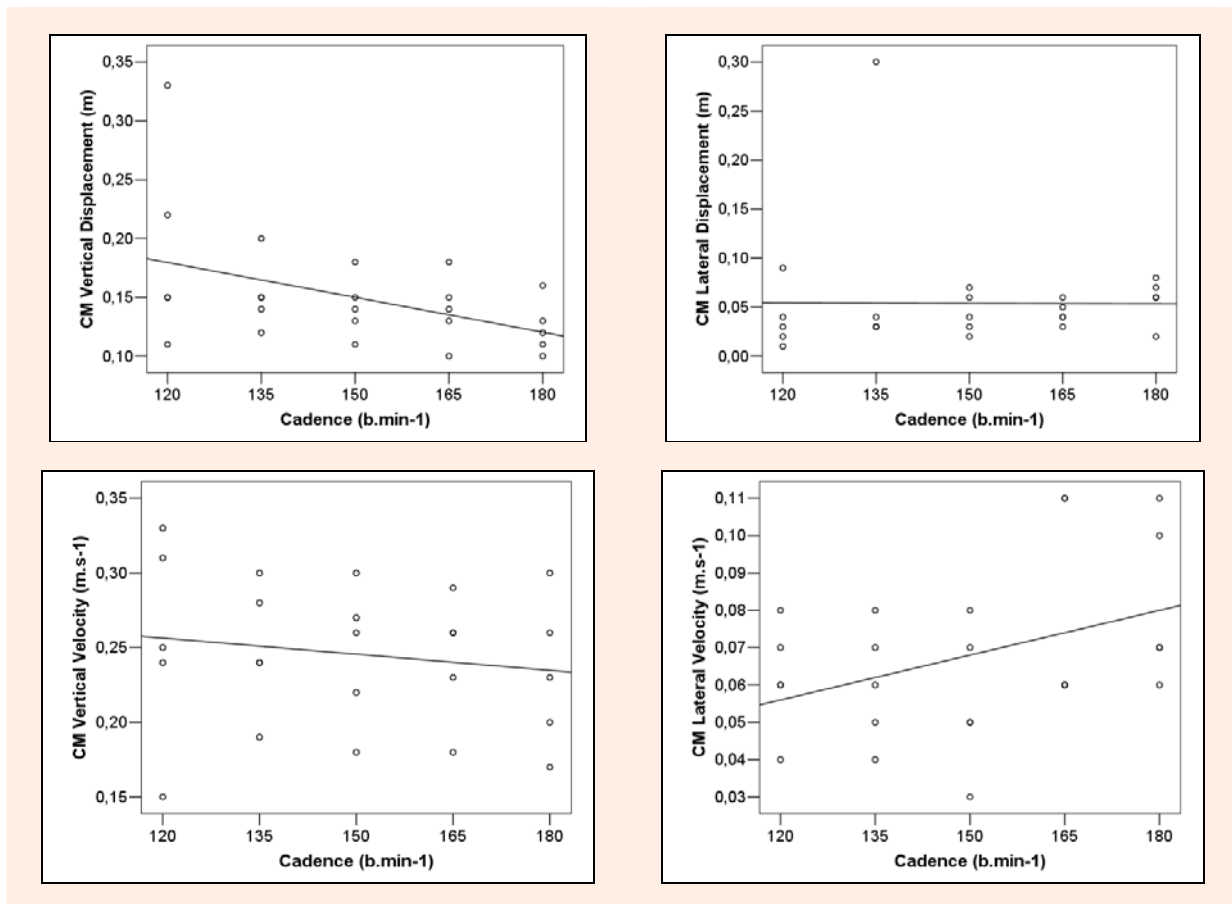 CM Vertical Displacement (m)
0,35
0,30
0,25
0,20
0,15
0,10
120 135 150 165 180
Cadence (b.min-1)
CM Lateral Displacement (m)
0,30
0,25
0,20
0,15
0,10
0,05
0,00
120 135 150 165 180
Cadence (b.min-1)
CM Vertical Velocity (m.s-1)
0,35
0,30
0,25
0,20
0,15
120 135 150 165 180
Cadence (b.min-1)
CM Lateral Velocity (m.s-1)
0,11
0,10
0,09
0,08
0,07
0,06
0,05
0,04
0,03
120 135 150 165 180
Cadence (b.min-1)